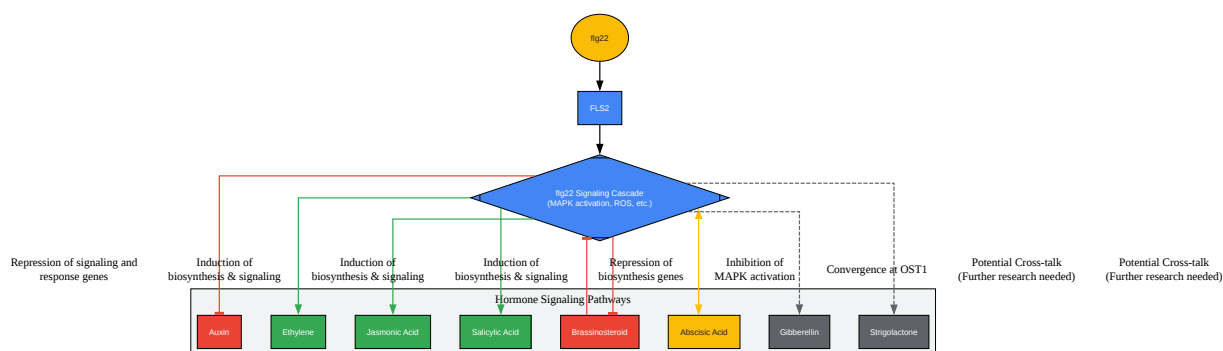 flg22
FLS2
flg22 Signaling Cascade
(MAPK activation, ROS, etc.)
Repression of signaling and
response genes
Induction of
biosynthesis & signaling
Induction of
biosynthesis & signaling
Induction of
biosynthesis & signaling
Repression of
biosynthesis genes
Inhibition of
MAPK activation
Convergence at OST1
Potential Cross-talk
(Further research needed)
Potential Cross-talk
(Further research needed)
Hormone Signaling Pathways
Auxin
Ethylene
Jasmonic Acid
Salicylic Acid
Brassinosteroid
Abscisic Acid
Gibberellin
Strigolactone